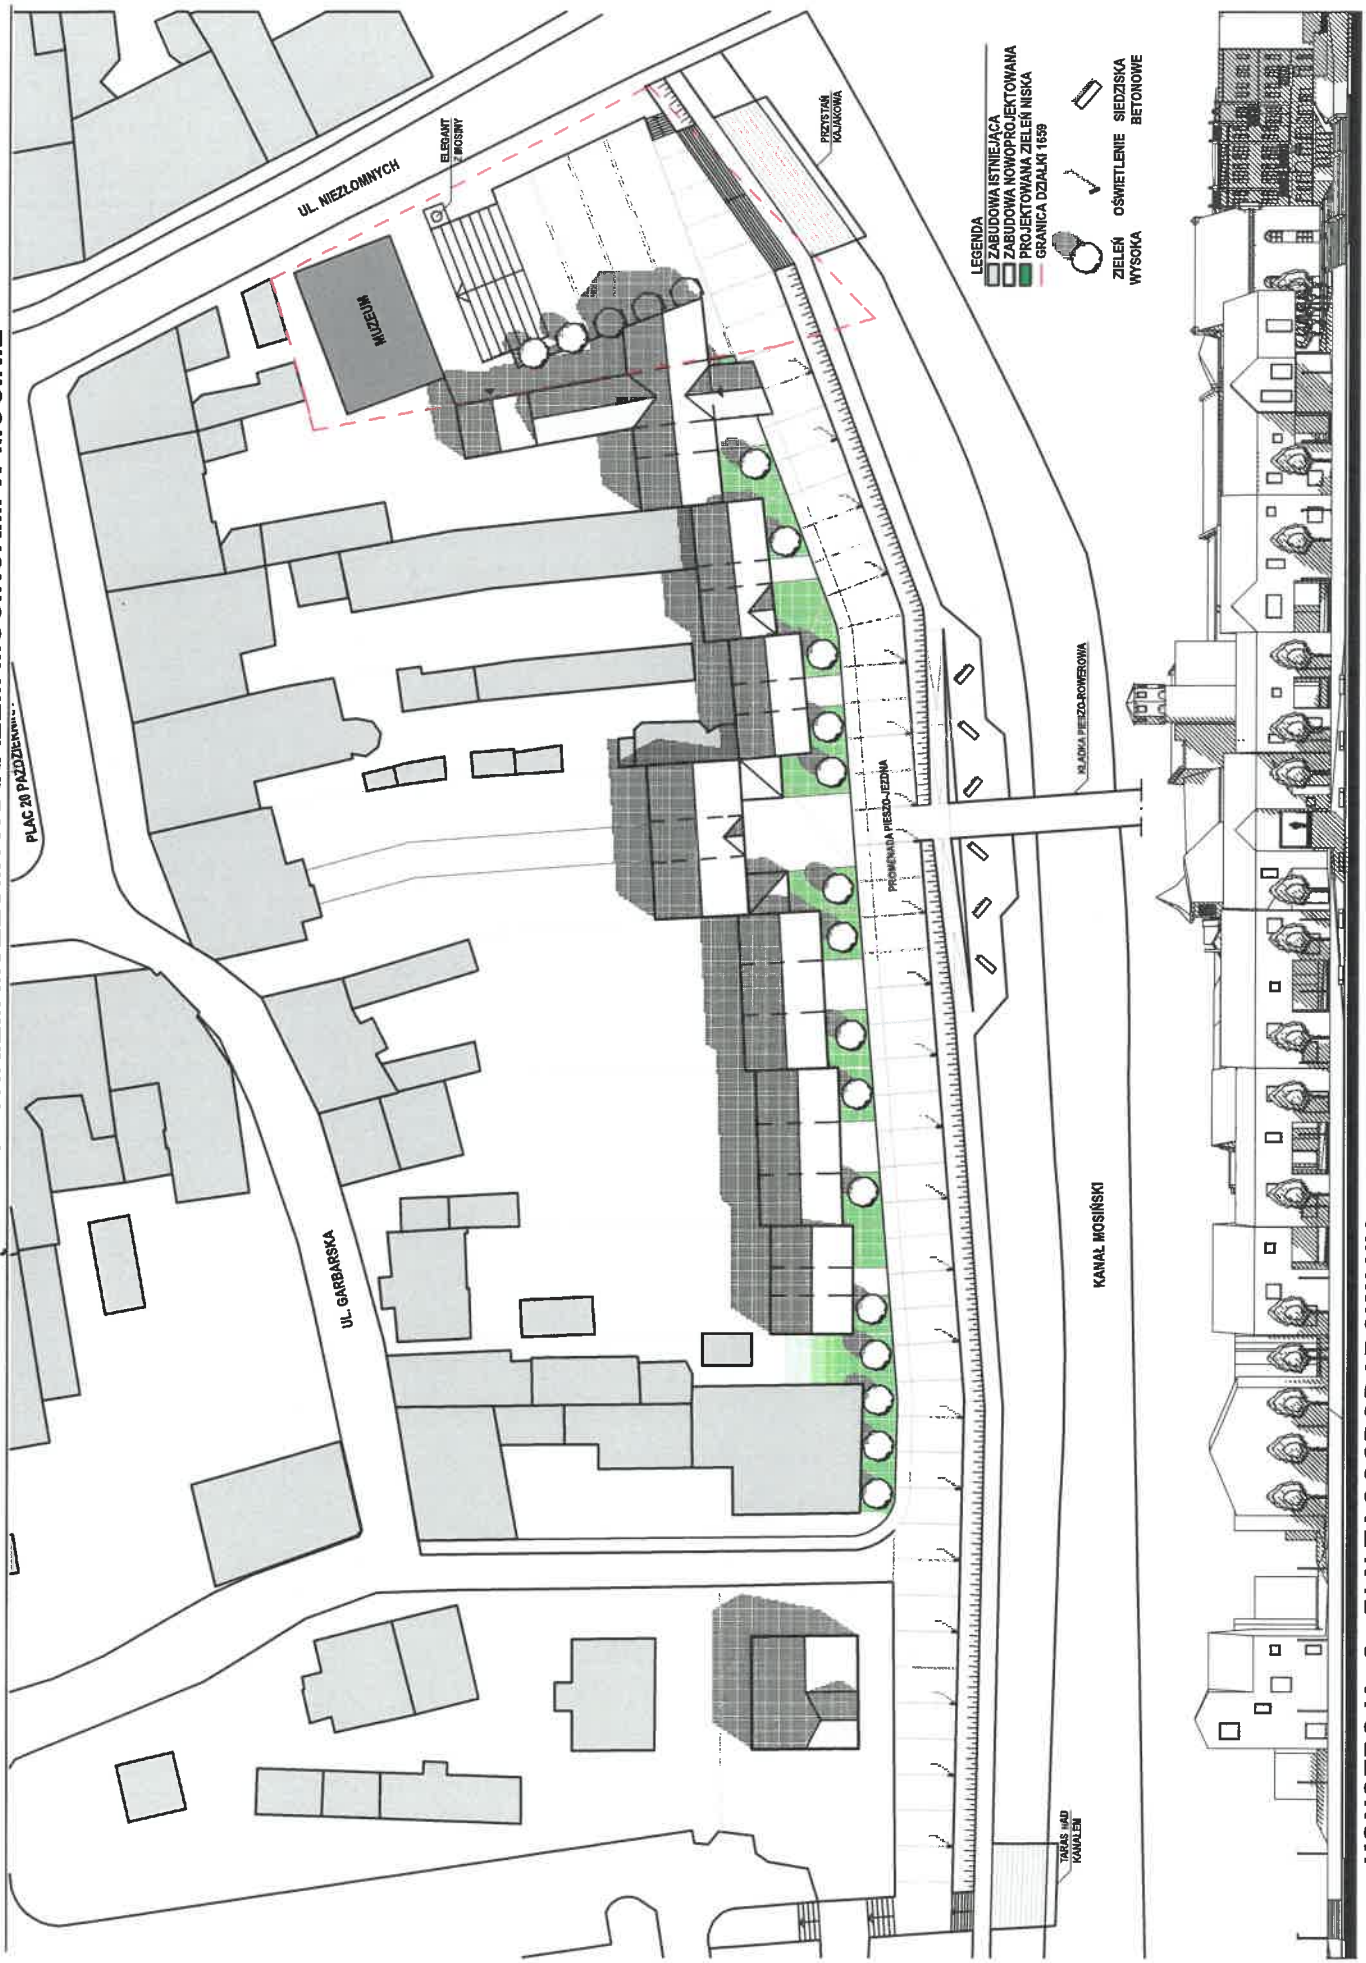 PLAC 20 PAŹDZIERNIKA
UL. NIEZŁOMNYCH
ELEGANT
Z MOSINY
MUZEUM
PRZYSTAŃ
KAJAKOWA
UL. GARBARSKA
PROMENADA PIESZO-JEZDNA
KŁADKA PIESZO-ROWEROWA
KANAŁ MOSIŃSKI
TARAS NAD
KANAŁEM
LEGENDA
ZABUDOWA ISTNIEJĄCA
ZABUDOWA NOWOPROJEKTOWANA
PROJEKTOWANA ZIELEŃ NISKA
GRANICA DZIAŁKI 1659
ZIELEŃ
WYSOKA
OŚWIETLENIE
SIEDZISKA
BETONOWE